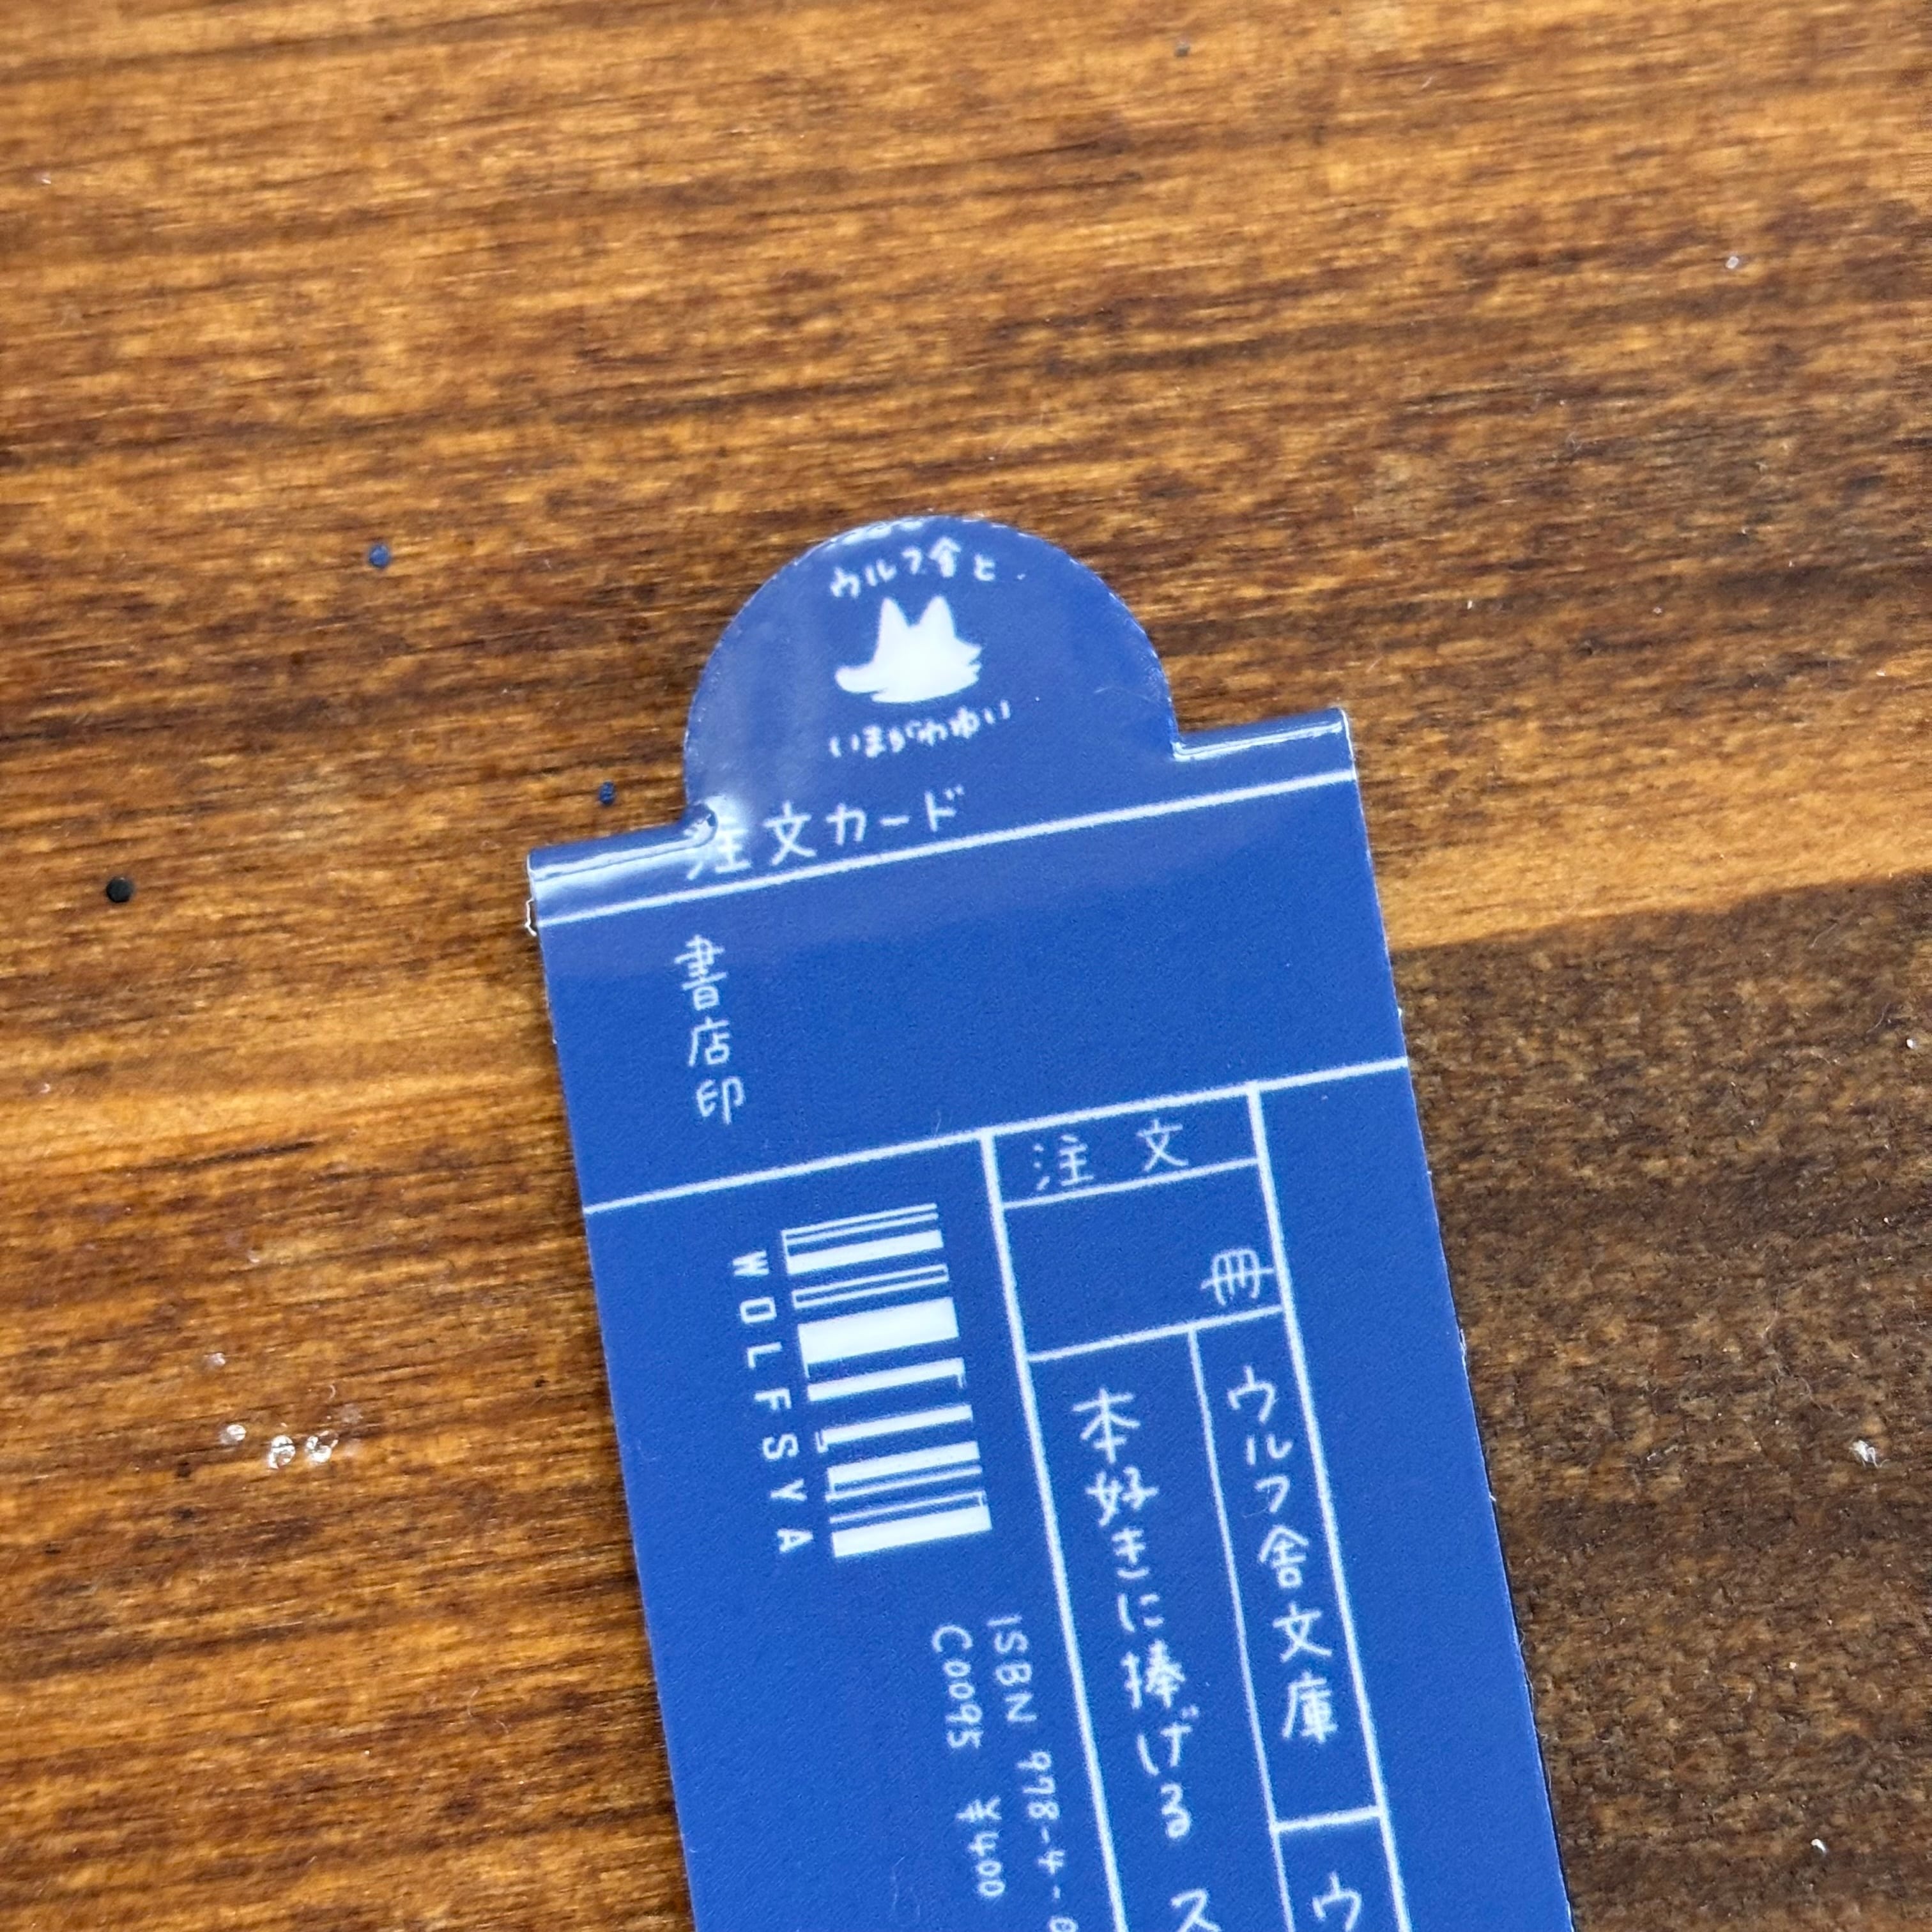 ウルフ舎と
いまがわゆい
注文カード
書店印
注文
冊
ウルフ舎文庫
ウ
本好きに捧げる ス
ISBN 978-4-
C0095 ¥400
WOLFSYA